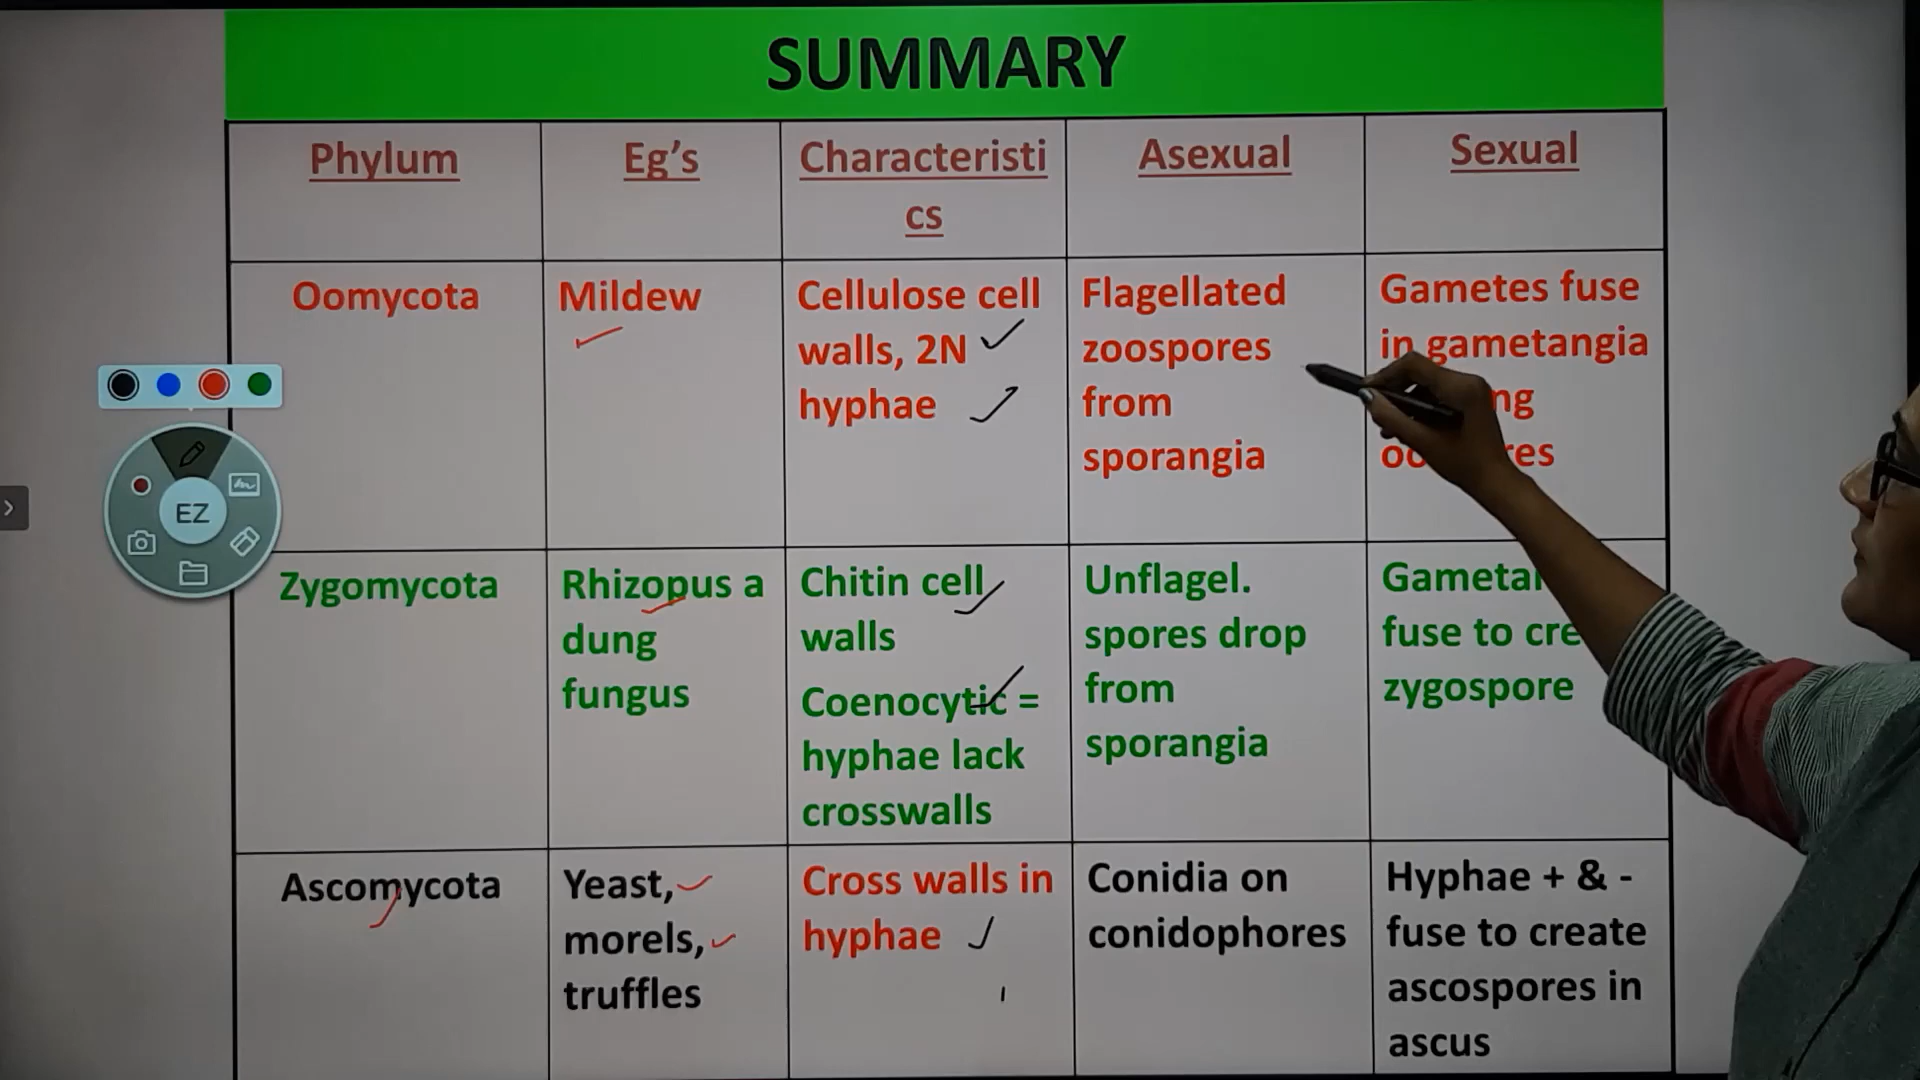 SUMMARY
Phylum
Eg's
Characteristi
cs
Asexual
Sexual
Oomycota
Mildew
Cellulose cell
walls, 2N
hyphae
Flagellated
zoospores
from
sporangia
Gametes fuse
in gametangia
EZ
Zygomycota
Rhizopus a
dung
fungus
Chitin cell
walls
Coenocytic =
hyphae lack
crosswalls
Unflagel.
spores drop
from
sporangia
fuse to
zygospore
Ascomycota
Yeast,
morels,
truffles
Cross walls in
hyphae
Conidia on
conidophores
Hyphae + & -
fuse to create
ascospores in
ascus